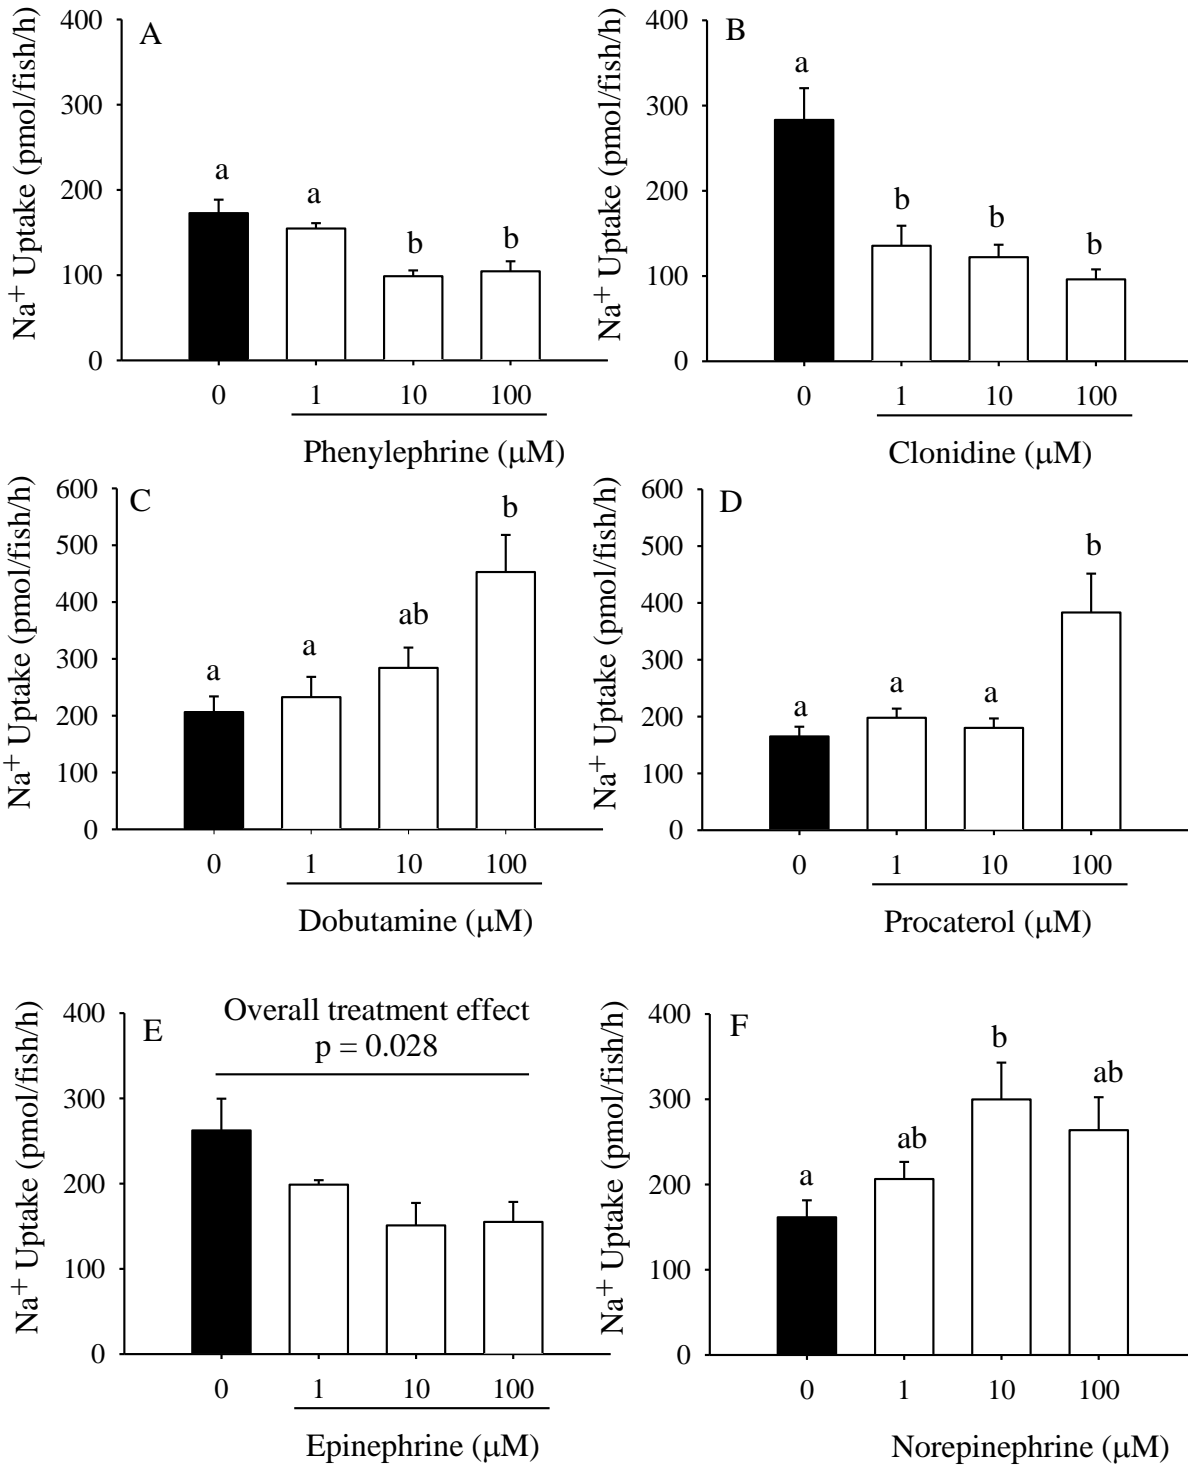 A
Na+ Uptake (pmol/fish/h)
400
300
200
100
0
a
a
b
b
0 1 10 100
Phenylephrine (μM)
B
Na+ Uptake (pmol/fish/h)
400
300
200
100
0
a
b
b
b
0 1 10 100
Clonidine (μM)
C
Na+ Uptake (pmol/fish/h)
600
500
400
300
200
100
0
a
a
ab
b
0 1 10 100
Dobutamine (μM)
D
Na+ Uptake (pmol/fish/h)
600
500
400
300
200
100
0
a
a
a
b
0 1 10 100
Procaterol (μM)
E
Overall treatment effect
p = 0.028
Na+ Uptake (pmol/fish/h)
400
300
200
100
0
0 1 10 100
Epinephrine (μM)
F
Na+ Uptake (pmol/fish/h)
400
300
200
100
0
a
ab
b
ab
0 1 10 100
Norepinephrine (μM)